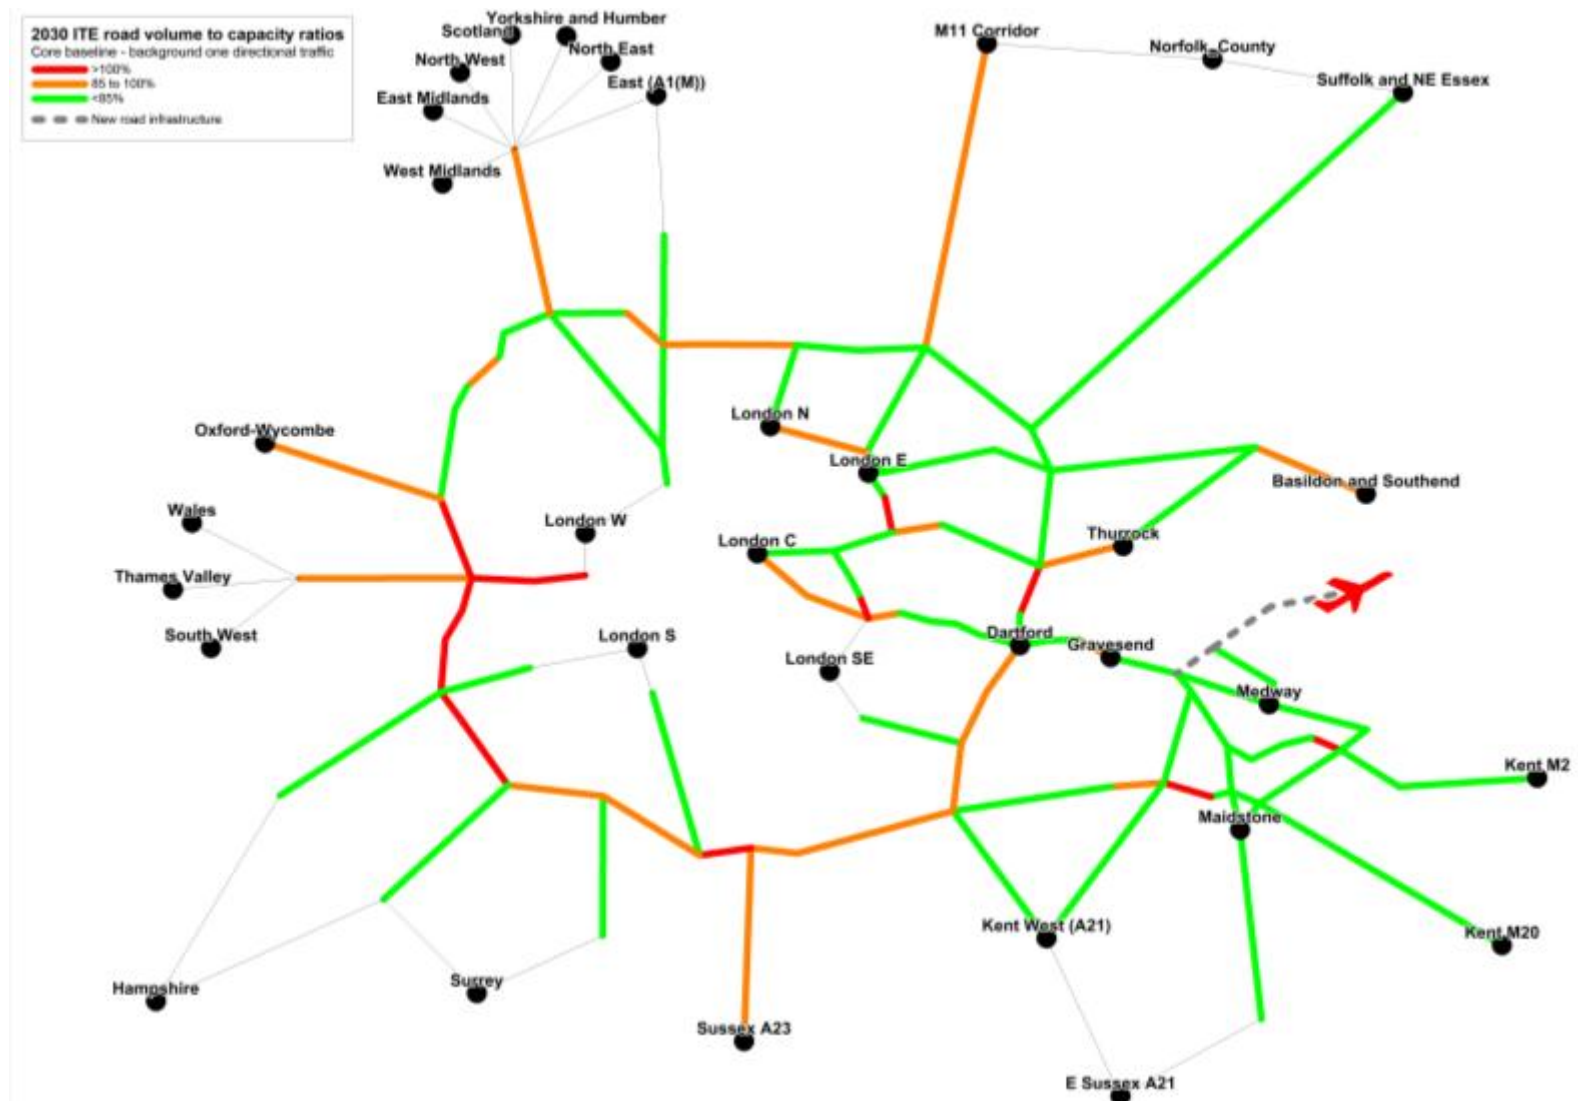 2030 ITE road volume to capacity ratios
Core baseline - background one directional traffic
>100%
85 to 100%
<85%
New road infrastructure
Yorkshire and Humber
Scotland
North East
North West
East (A1(M))
East Midlands
West Midlands
M11 Corridor
Norfolk County
Suffolk and NE Essex
London N
Oxford-Wycombe
London E
Basildon and Southend
Wales
London W
London C
Thurrock
Thames Valley
South West
London S
Dartford
Gravesend
London SE
Medway
Kent M2
Maidstone
Kent West (A21)
Kent M20
Hampshire
Surrey
Sussex A23
E Sussex A21